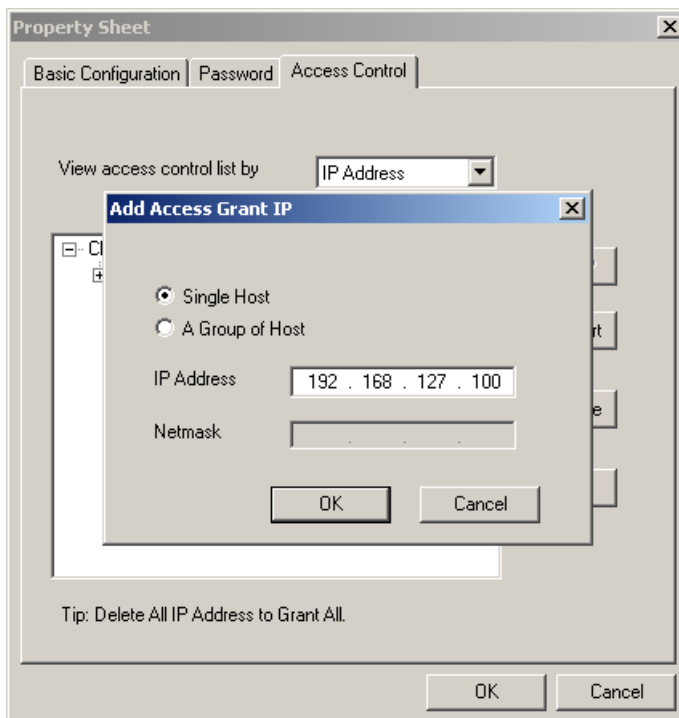 Property Sheet
Basic Configuration Password Access Control
View access control list by IP Address
Add Access Grant IP
Single Host
A Group of Host
IP Address 192 . 168 . 127 . 100
Netmask . . .
OK Cancel
Tip: Delete All IP Address to Grant All.
OK Cancel